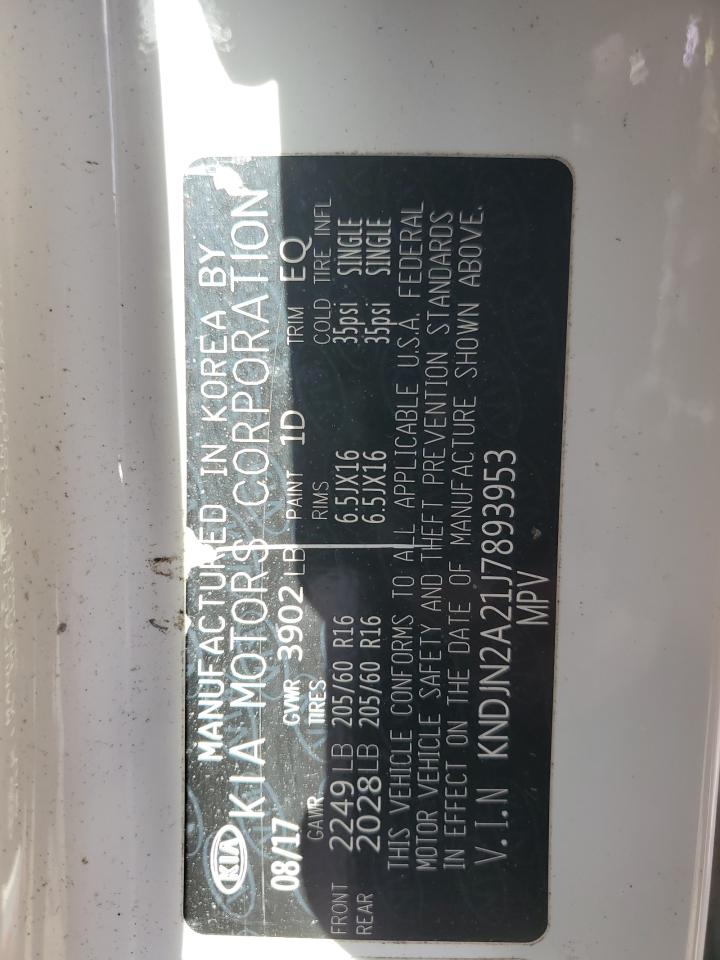 KIA MANUFACTURED IN KOREA BY
KIA MOTORS CORPORATION
08/17 GVWR 3902 LB PAINT 1D TRIM EQ
GAWR TIRES RIMS COLD TIRE INFL
FRONT 2249 LB 205/60 R16 6.5JX16 35psi SINGLE
REAR 2028 LB 205/60 R16 6.5JX16 35psi SINGLE
THIS VEHICLE CONFORMS TO ALL APPLICABLE U.S.A. FEDERAL
MOTOR VEHICLE SAFETY AND THEFT PREVENTION STANDARDS
IN EFFECT ON THE DATE OF MANUFACTURE SHOWN ABOVE.
V.I.N KNDJN2A21J7893953
MPV